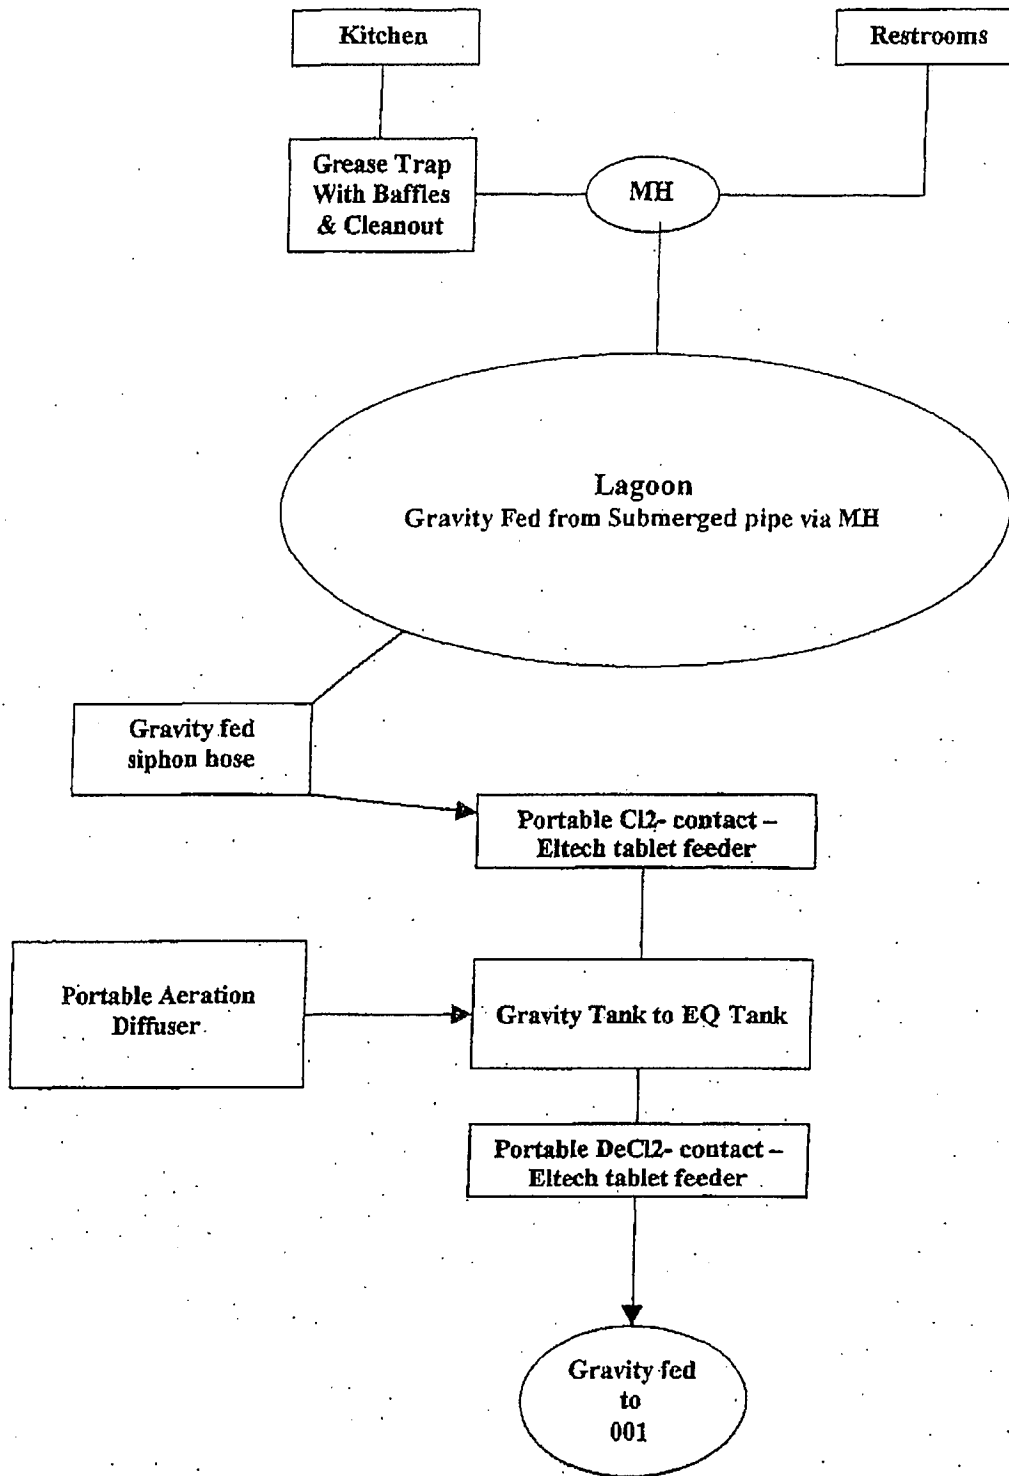 Kitchen
Restrooms
Grease Trap
With Baffles
& Cleanout
MH
Lagoon
Gravity Fed from Submerged pipe via MH
Gravity fed
siphon hose
Portable Cl2- contact –
Eltech tablet feeder
Portable Aeration
Diffuser
Gravity Tank to EQ Tank
Portable DeCl2- contact –
Eltech tablet feeder
Gravity fed
to
001